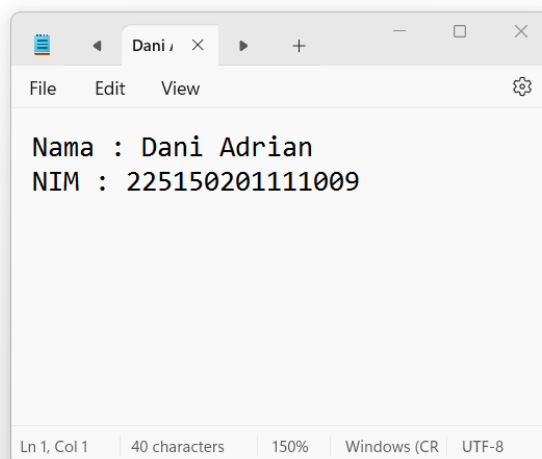 Dani
File Edit View
Nama : Dani Adrian
NIM : 225150201111009
Ln 1, Col 1 40 characters 150% Windows (CR UTF-8